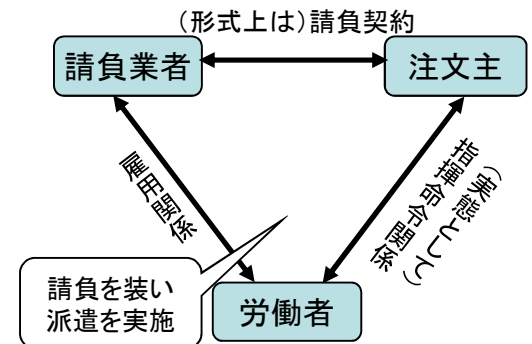 （形式上は）請負契約
請負業者
注文主
雇用関係
（実態として）
指揮命令関係
請負を装い
派遣を実施
労働者